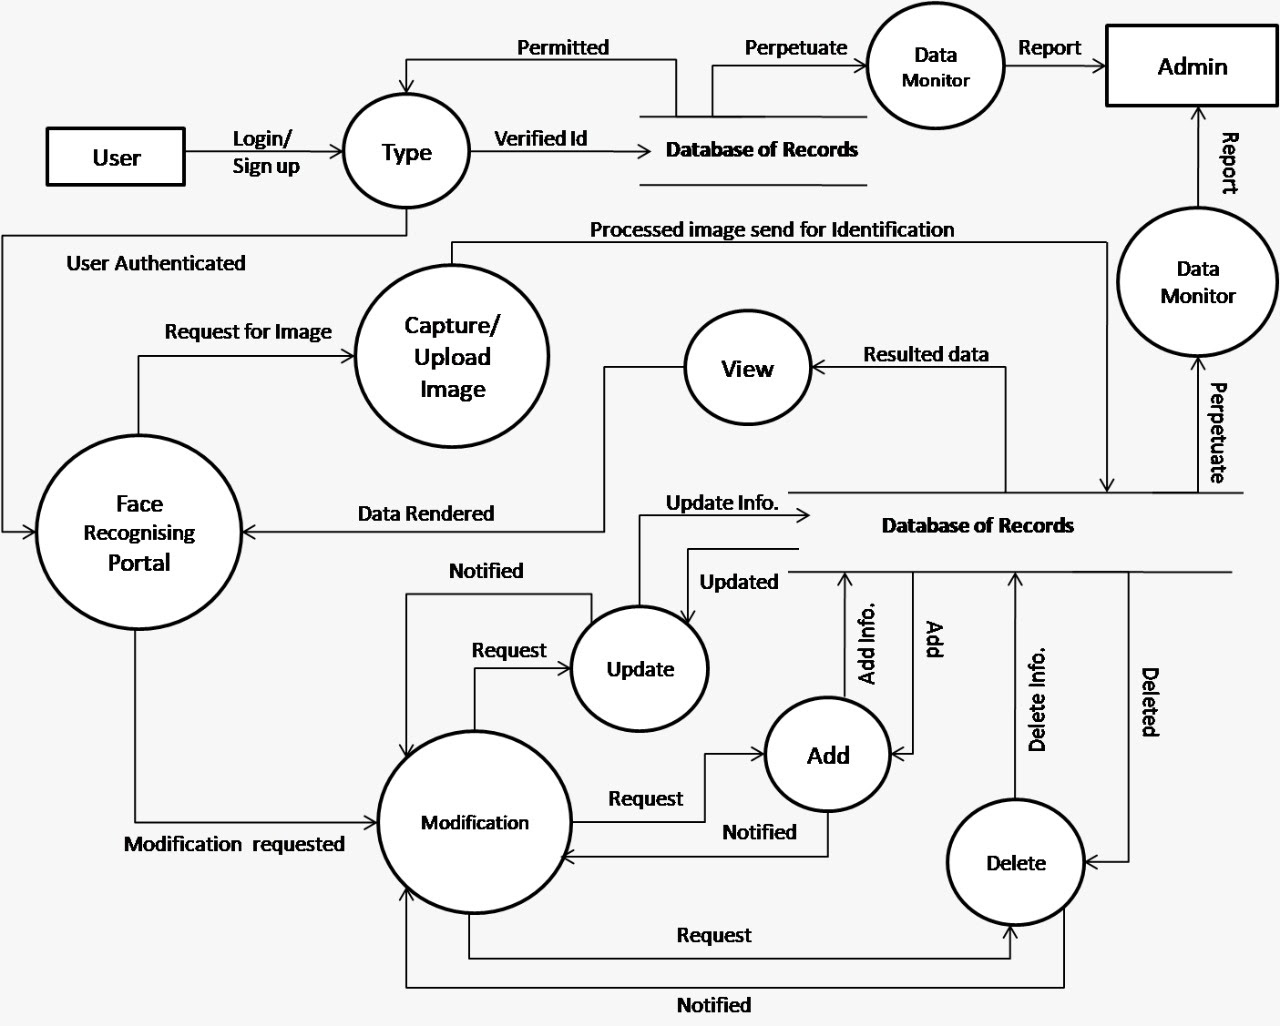 Permitted
Perpetuate
Data
Monitor
Report
Admin
User
Login/
Sign up
Type
Verified Id
Database of Records
Report
User Authenticated
Processed image send for Identification
Data
Monitor
Request for Image
Capture/
Upload
Image
View
Resulted data
Perpetuate
Face
Recognising
Portal
Data Rendered
Update Info.
Database of Records
Notified
Updated
Request
Update
Add Info.
Add
Delete Info.
Deleted
Modification
Request
Add
Notified
Modification requested
Delete
Request
Notified